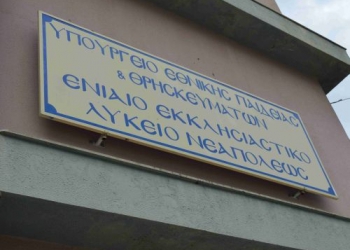 ΥΠΟΥΡΓΕΙΟ ΕΘΝΙΚΗΣ ΠΑΙΔΕΙΑΣ
& ΘΡΗΣΚΕΥΜΑΤΩΝ
ΕΝΙΑΙΟ ΕΚΚΛΗΣΙΑΣΤΙΚΟ
ΛΥΚΕΙΟ ΝΕΑΠΟΛΕΩΣ